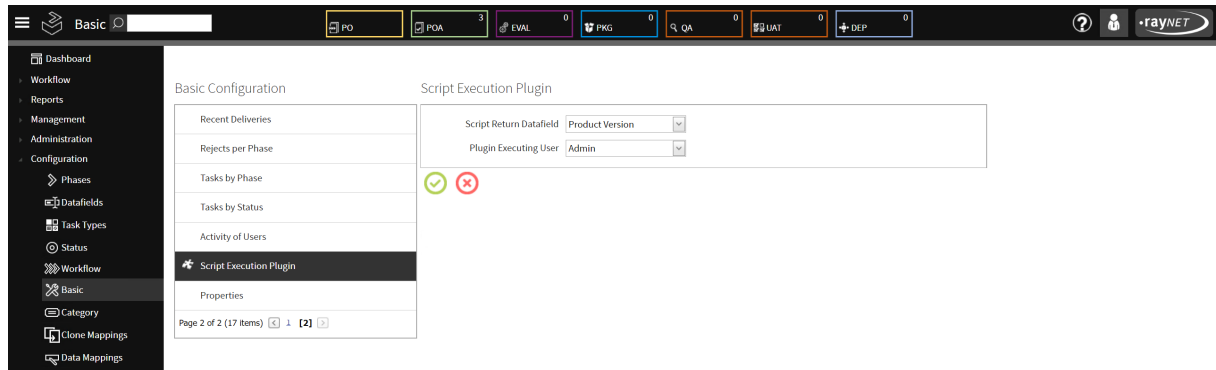 Basic
PO
POA 3
EVAL 0
PKG 0
QA 0
UAT 0
DEP 0
?
raynet
Dashboard
Workflow
Reports
Management
Administration
Configuration
Phases
Datafields
Task Types
Status
Workflow
Basic
Category
Clone Mappings
Data Mappings
Basic Configuration
Recent Deliveries
Rejects per Phase
Tasks by Phase
Tasks by Status
Activity of Users
Script Execution Plugin
Properties
Page 2 of 2 (17 items) < 1 [2] >
Script Execution Plugin
Script Return Datafield Product Version
Plugin Executing User Admin